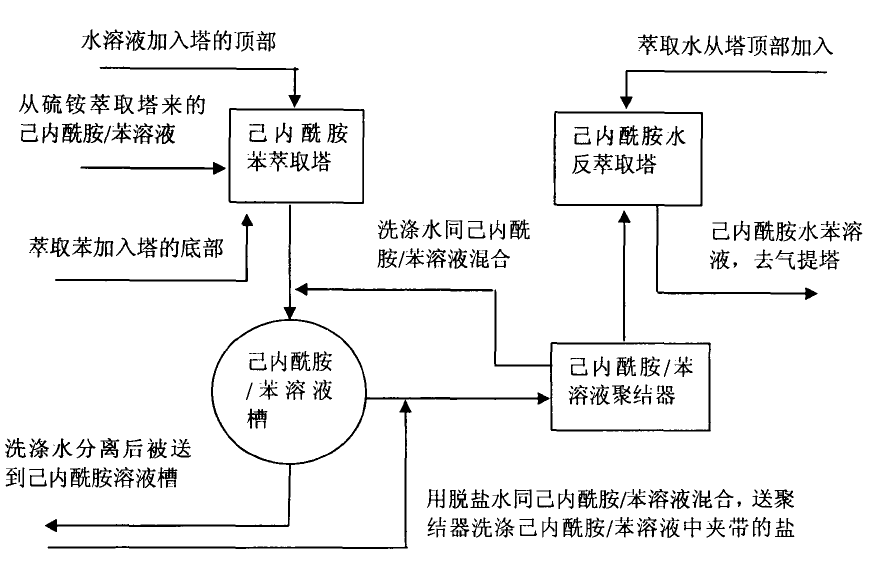 水溶液加入塔的顶部
萃取水从塔顶部加入
从硫铵萃取塔来的
己内酰胺/苯溶液
己内酰胺
苯萃取塔
己内酰胺水
反萃取塔
萃取苯加入塔的底部
洗涤水同己内酰
胺/苯溶液混合
己内酰胺水苯溶
液，去气提塔
己内酰胺
/苯溶液
槽
己内酰胺/苯
溶液聚结器
洗涤水分离后被送
到己内酰胺溶液槽
用脱盐水同己内酰胺/苯溶液混合，送聚
结器洗涤己内酰胺/苯溶液中夹带的盐